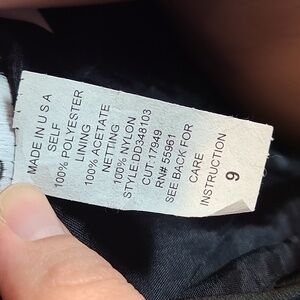 MADE IN U S A
SELF
100% POLYESTER
LINING
100% ACETATE
NETTING
100% NYLON
STYLE:DD348103
CUT: 17949
RN# 55961
SEE BACK FOR
CARE
INSTRUCTION
9